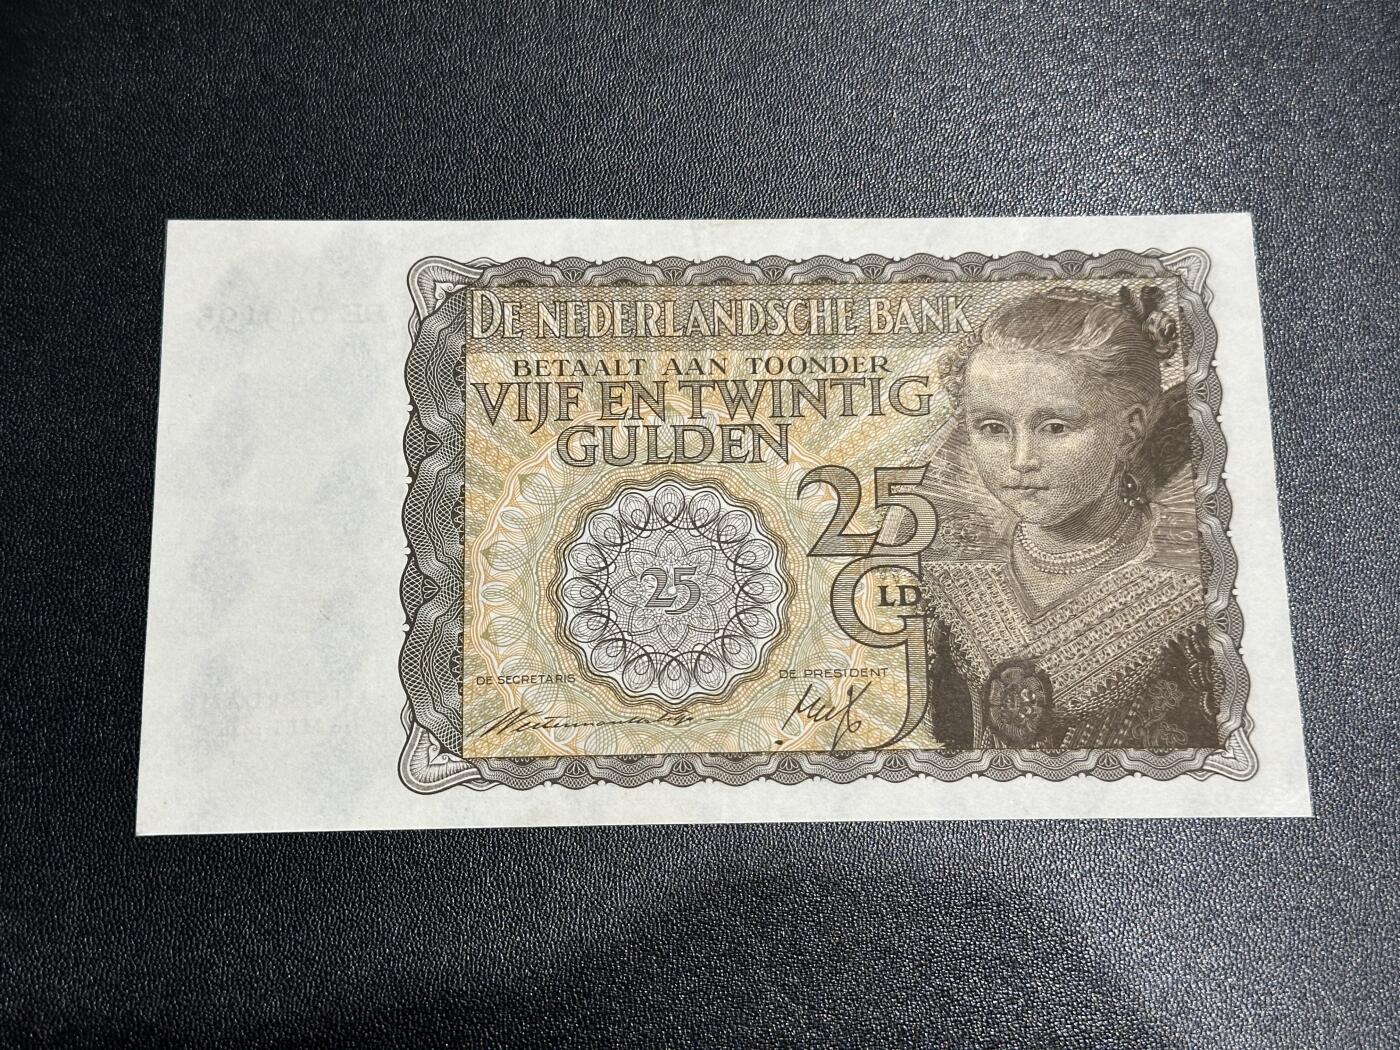 DE NEDERLANDSCHE BANK
BETAALT AAN TOONDER
VIJF EN TWINTIG
GULDEN
25
GLD
25
DE SECRETARIS
DE PRESIDENT